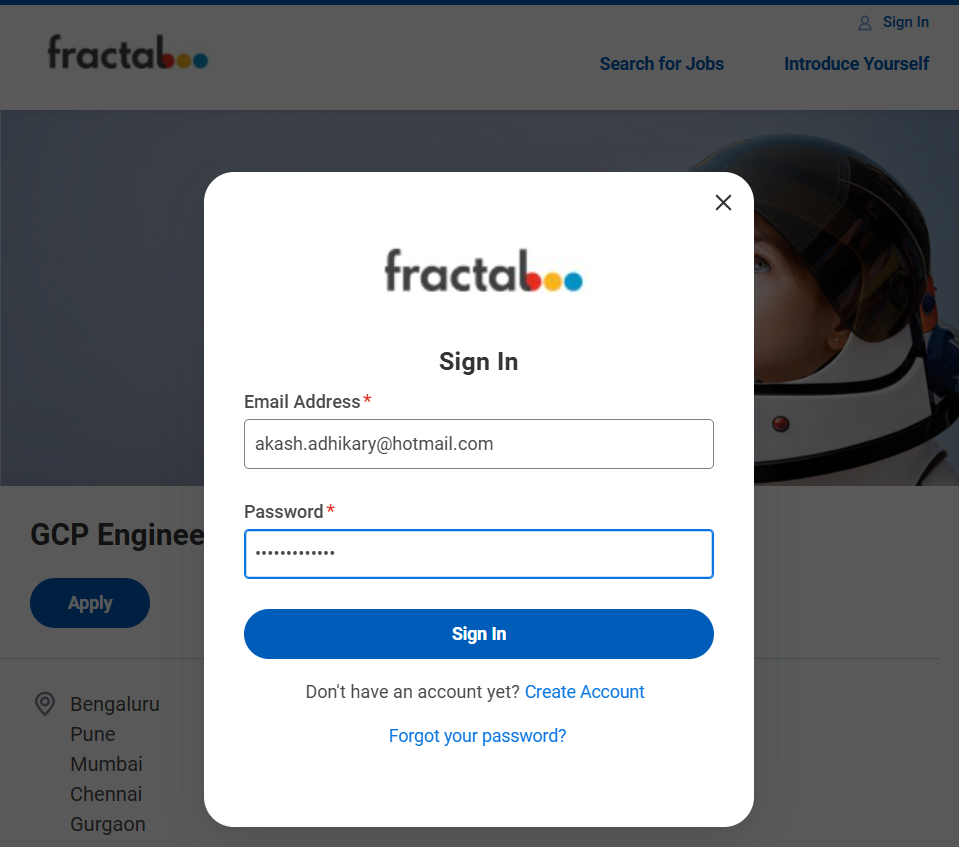 Sign In
fractal
Search for Jobs
Introduce Yourself
fractal
Sign In
Email Address*
akash.adhikary@hotmail.com
Password*
•••••••••••••
Sign In
Don't have an account yet? Create Account
Forgot your password?
GCP Enginee
Apply
Bengaluru
Pune
Mumbai
Chennai
Gurgaon